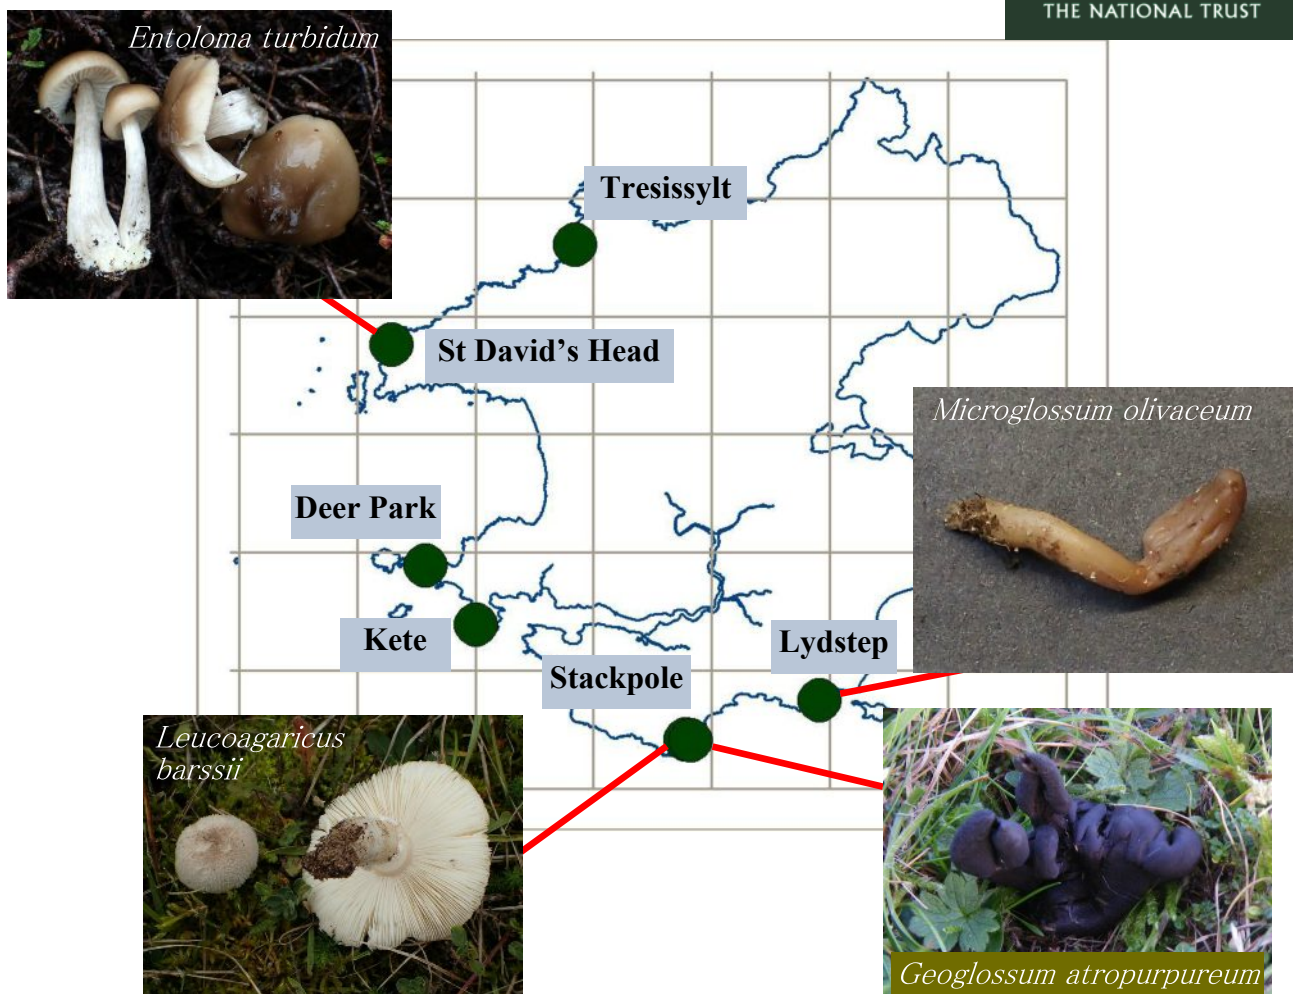 THE NATIONAL TRUST
Entoloma turbidum
Tresissylt
St David's Head
Microglossum olivaceum
Deer Park
Kete
Lydstep
Stackpole
Leucoagaricus
barssii
Geoglossum atropurpureum